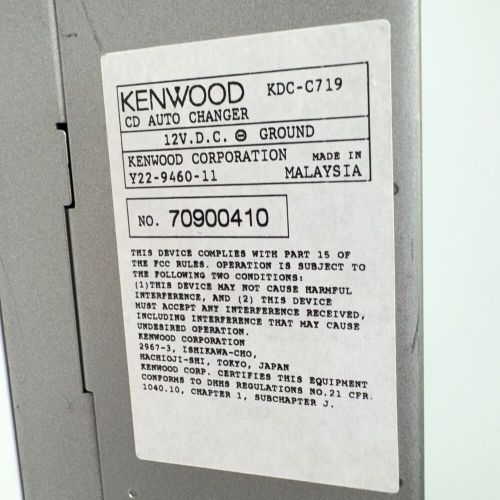 KENWOOD KDC-C719
CD AUTO CHANGER
12V.D.C. ⊖ GROUND
KENWOOD CORPORATION MADE IN
Y22-9460-11 MALAYSIA
NO. 70900410
THIS DEVICE COMPLIES WITH PART 15 OF
THE FCC RULES. OPERATION IS SUBJECT TO
THE FOLLOWING TWO CONDITIONS:
(1)THIS DEVICE MAY NOT CAUSE HARMFUL
INTERFERENCE, AND (2) THIS DEVICE
MUST ACCEPT ANY INTERFERENCE RECEIVED,
INCLUDING INTERFERENCE THAT MAY CAUSE
UNDESIRED OPERATION.
KENWOOD CORPORATION
2967-3, ISHIKAWA-CHO,
HACHIOJI-SHI, TOKYO, JAPAN
KENWOOD CORP. CERTIFIES THIS EQUIPMENT
CONFORMS TO DHHS REGULATIONS NO.21 CFR.
1040.10, CHAPTER 1, SUBCHAPTER J.